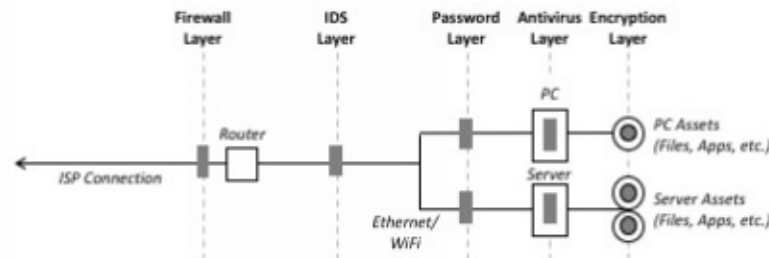 Firewall Layer
IDS Layer
Password Layer
Antivirus Layer
Encryption Layer
PC
Router
PC Assets
(Files, Apps, etc.)
ISP Connection
Server
Ethernet/
WiFi
Server Assets
(Files, Apps, etc.)